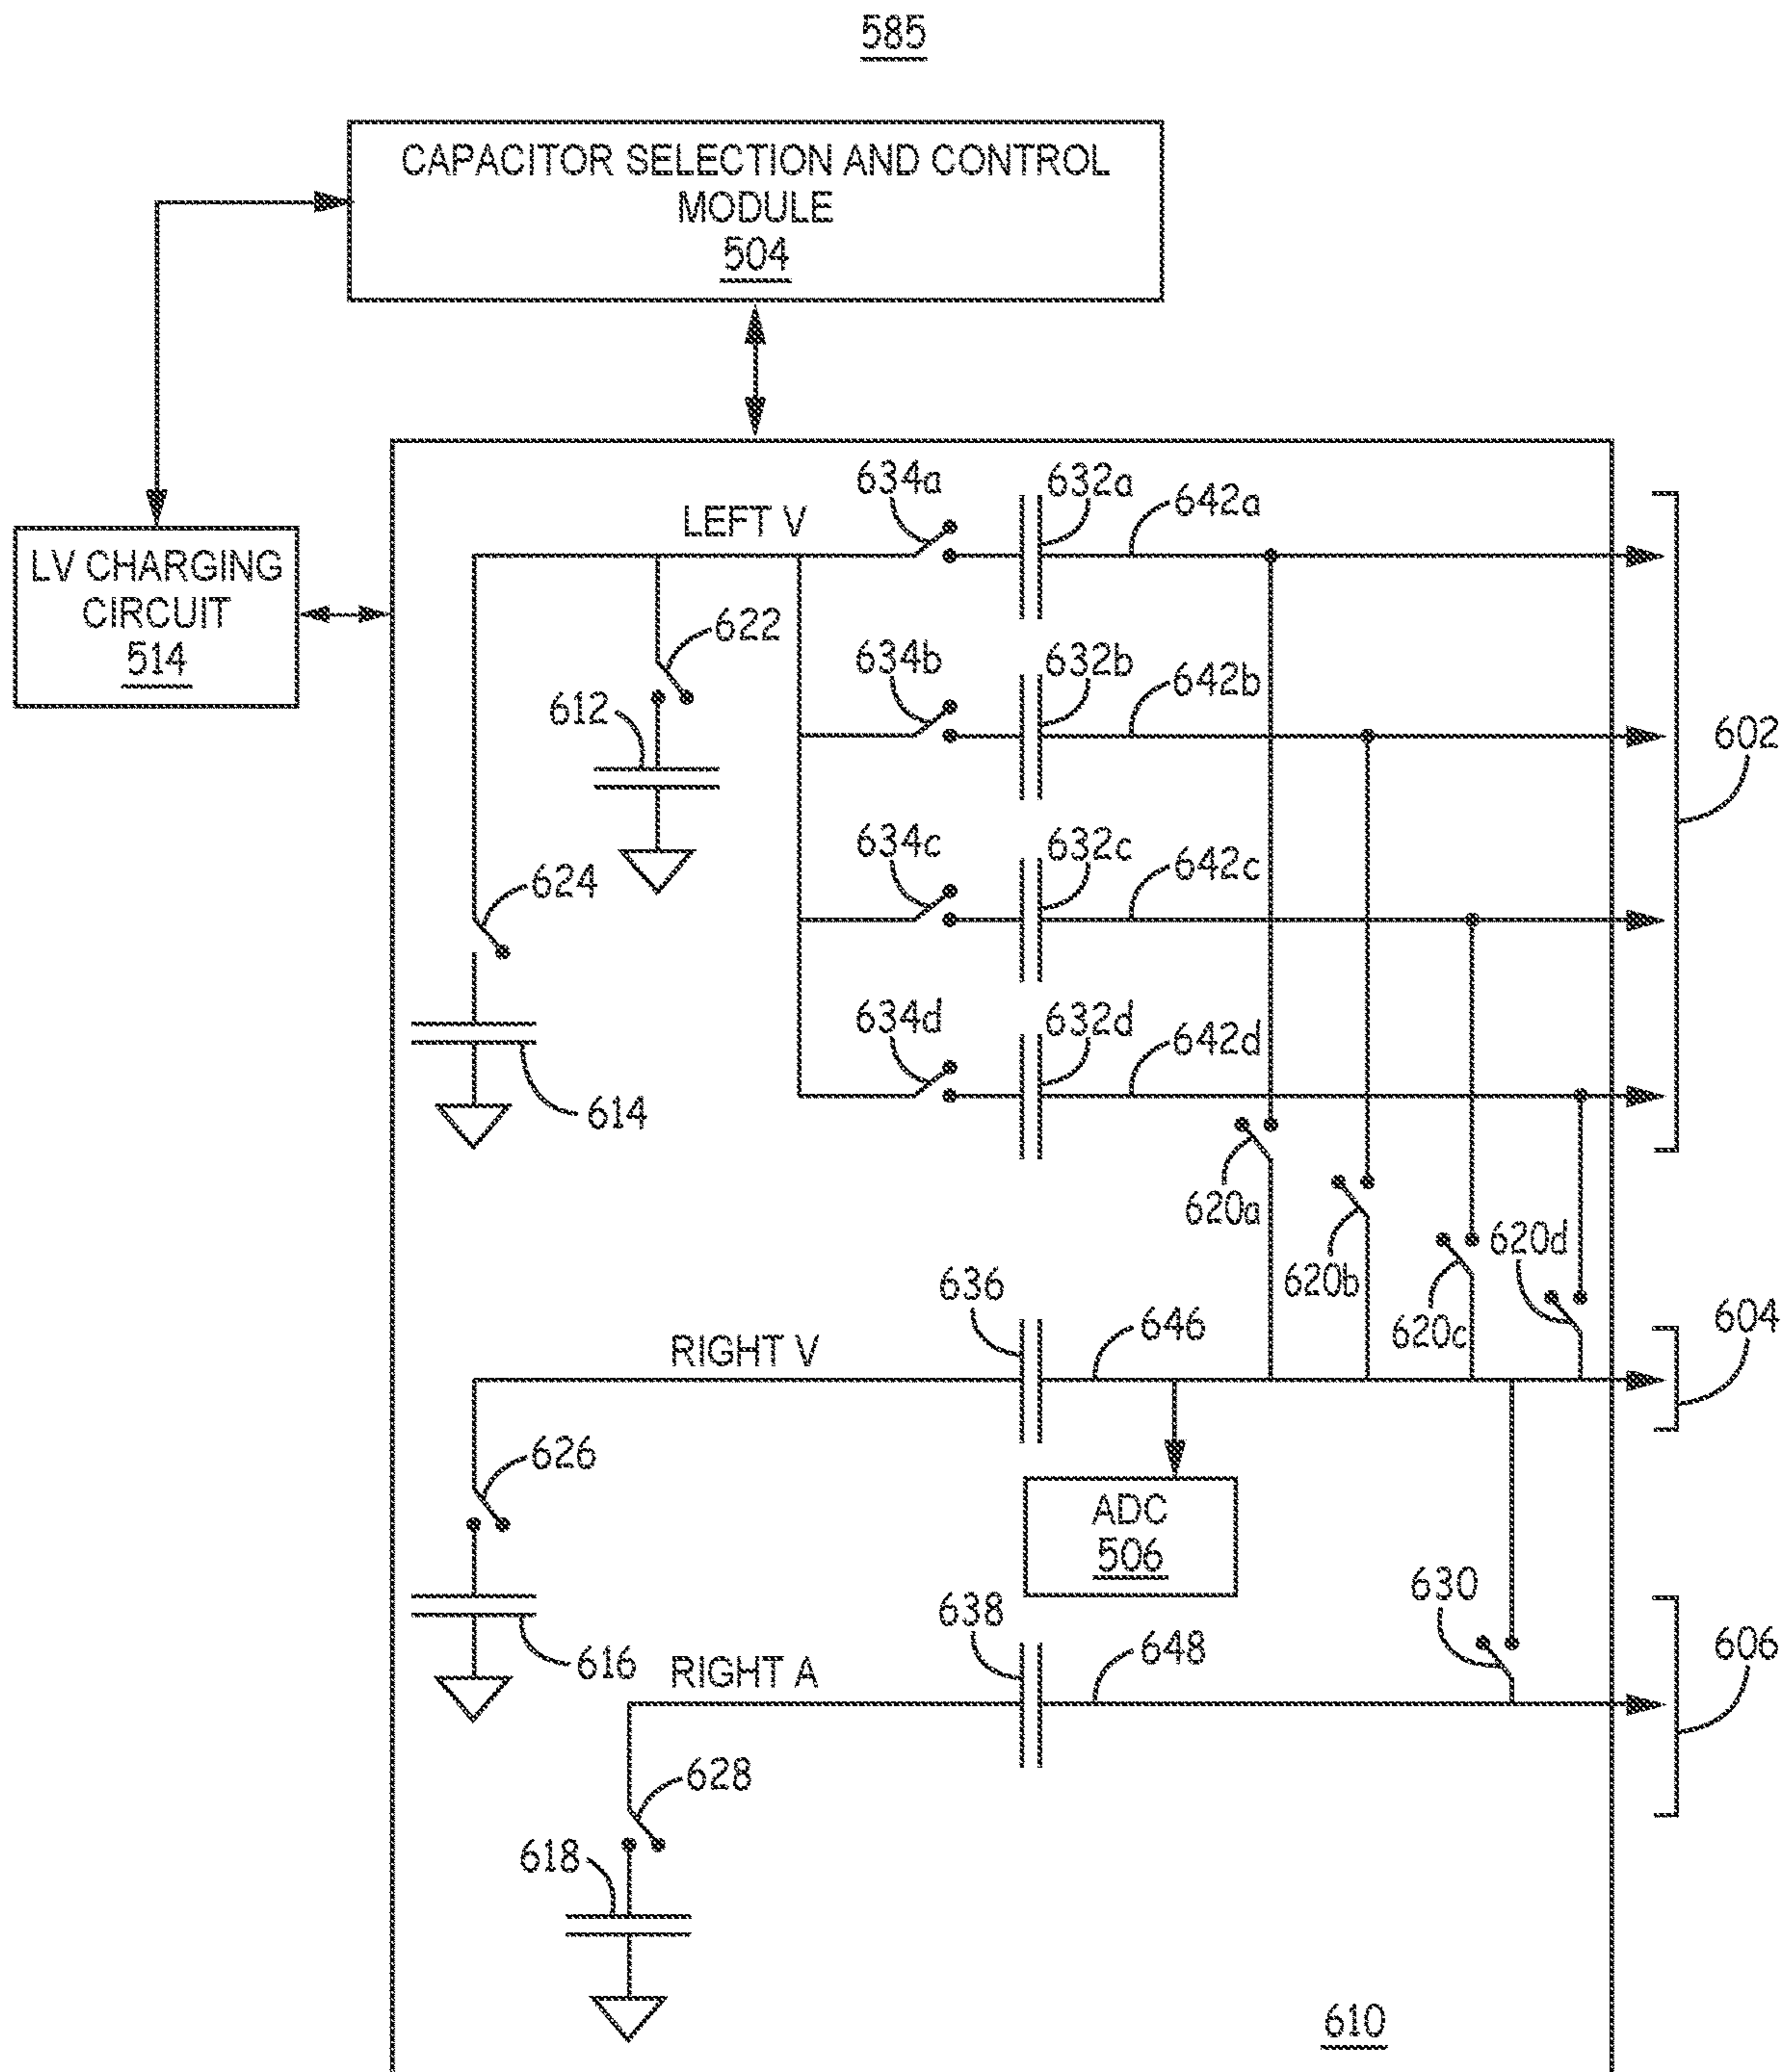 585
CAPACITOR SELECTION AND CONTROL
MODULE
504
LV CHARGING
CIRCUIT
514
LEFT V
634a
632a
642a
622
612
634b
632b
642b
602
624
634c
632c
642c
614
634d
632d
642d
620a
620b
620c
620d
604
636
646
RIGHT V
626
ADC
506
616
RIGHT A
638
648
630
606
628
618
610